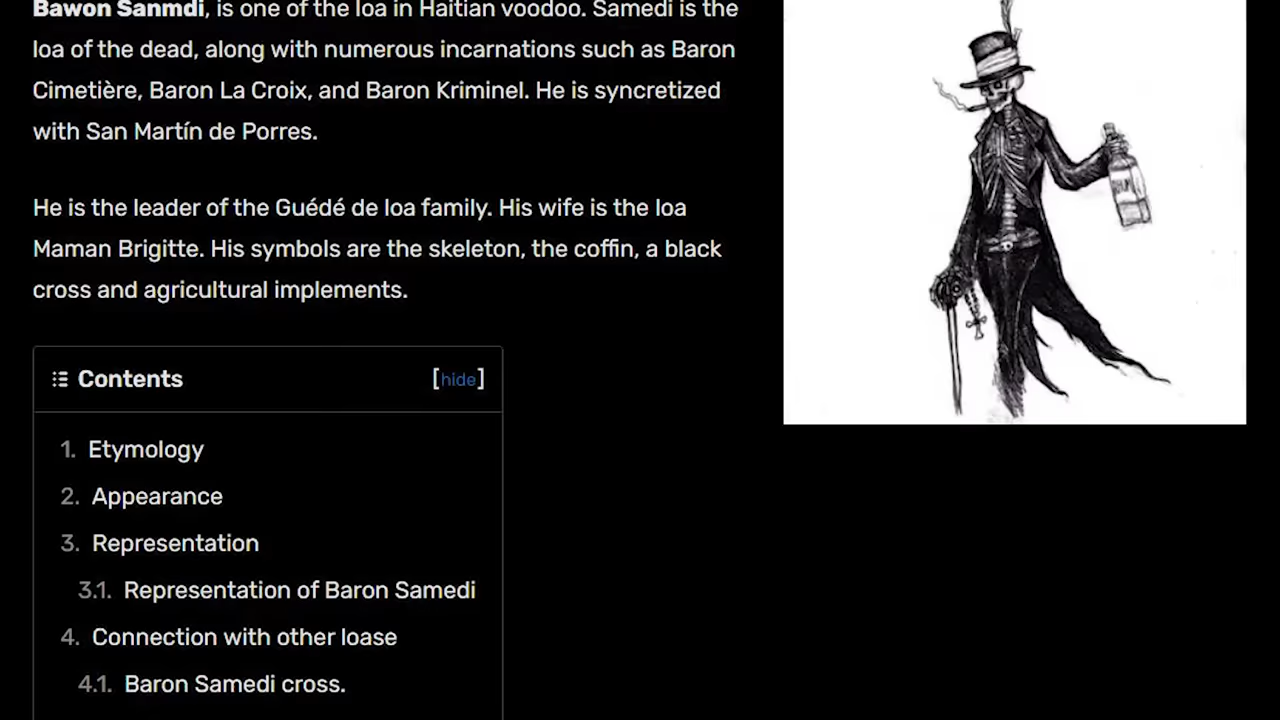 Bawon Sanmdi, is one of the loa in Haitian voodoo. Samedi is the
loa of the dead, along with numerous incarnations such as Baron
Cimetière, Baron La Croix, and Baron Kriminel. He is syncretized
with San Martín de Porres.
He is the leader of the Guédé de loa family. His wife is the loa
Maman Brigitte. His symbols are the skeleton, the coffin, a black
cross and agricultural implements.
Contents [hide]
1. Etymology
2. Appearance
3. Representation
3.1. Representation of Baron Samedi
4. Connection with other loase
4.1. Baron Samedi cross.